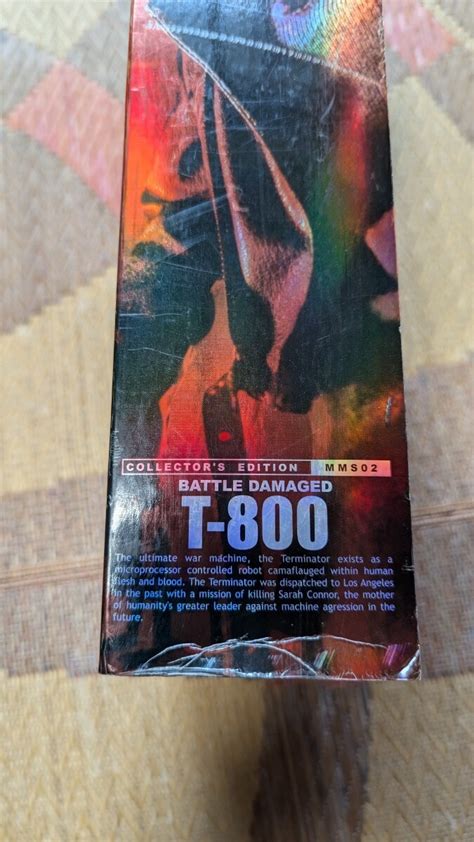 COLLECTOR'S EDITION MMS02
BATTLE DAMAGED
T-800
The ultimate war machine, the Terminator exists as a
microprocessor controlled robot camaflauged within human
flesh and blood. The Terminator was dispatched to Los Angeles
in the past with a mission of killing Sarah Connor, the mother
of humanity's greater leader against machine agression in the
future.